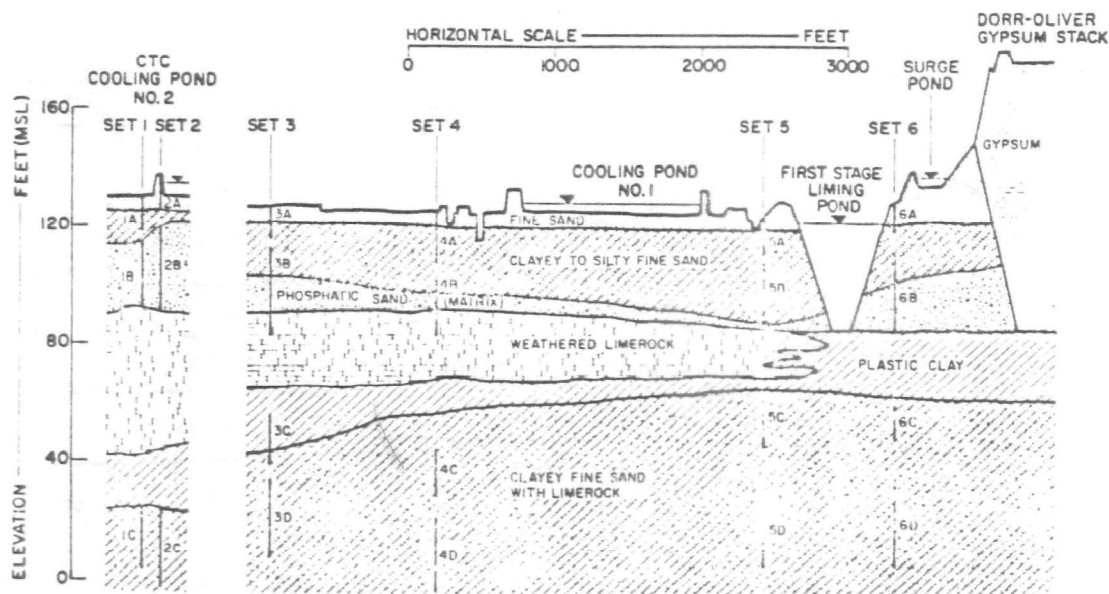 DORR-OLIVER
GYPSUM STACK
HORIZONTAL SCALE
FEET
0
1000
2000
3000
SURGE
POND
CTC
COOLING POND
NO. 2
160
SET 1
SET 2
SET 3
SET 4
SET 5
SET 6
GYPSUM
COOLING POND
NO. 1
FIRST STAGE
LIMING
POND
FEET (MSL)
120
80
40
0
ELEVATION
1A
2A
3A
FINE SAND
4A
5A
6A
1B
2B
3B
CLAYEY TO SILTY FINE SAND
4B
5B
6B
PHOSPHATIC SAND
(MATRIX)
WEATHERED LIMEROCK
PLASTIC CLAY
3C
5C
6C
4C
CLAYEY FINE SAND
WITH LIMEROCK
1C
2C
3D
4D
5D
6D